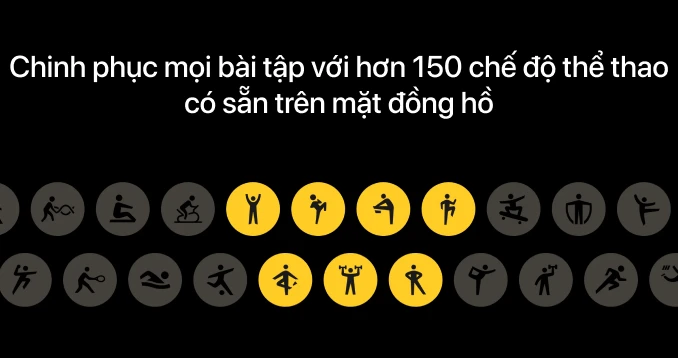 Chinh phục mọi bài tập với hơn 150 chế độ thể thao
có sẵn trên mặt đồng hồ